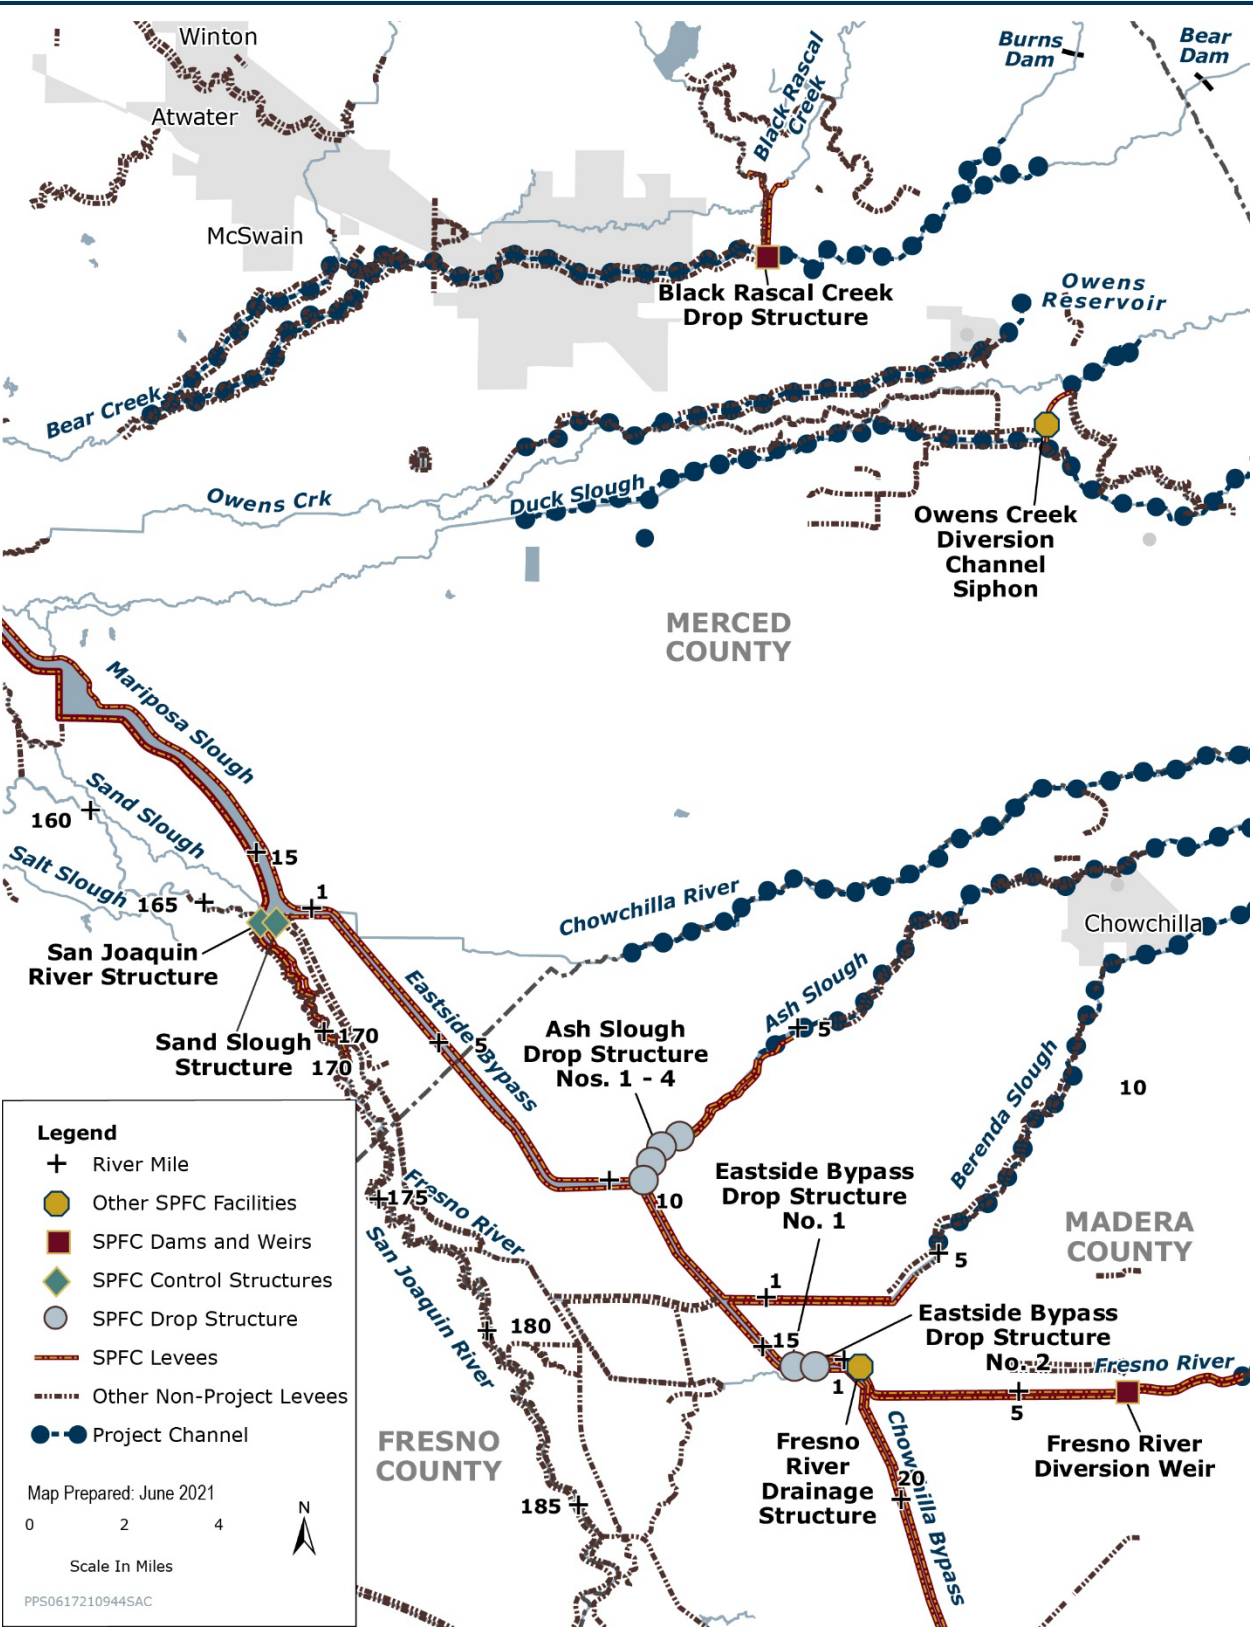 Winton
Atwater
McSwain
Black Rascal
Creek
Burns
Dam
Bear
Dam
Black Rascal Creek
Drop Structure
Owens
Reservoir
Bear Creek
Owens Crk
Duck Slough
Owens Creek
Diversion
Channel
Siphon
MERCED
COUNTY
Mariposa Slough
Sand Slough
160
Salt Slough
15
165
1
San Joaquin
River Structure
Chowchilla River
Chowchilla
Eastside Bypass
5
Ash Slough
5
Sand Slough
Structure
170
170
Ash Slough
Drop Structure
Nos. 1 - 4
Berenda Slough
10
175
Fresno River
San Joaquin River
10
Eastside Bypass
Drop Structure
No. 1
MADERA
COUNTY
5
1
180
15
Eastside Bypass
Drop Structure
No. 2
Fresno River
1
5
FRESNO
COUNTY
Fresno
River
Drainage
Structure
Chowchilla Bypass
20
Fresno River
Diversion Weir
185
Legend
River Mile
Other SPFC Facilities
SPFC Dams and Weirs
SPFC Control Structures
SPFC Drop Structure
SPFC Levees
Other Non-Project Levees
Project Channel
Map Prepared: June 2021
N
0 2 4
Scale In Miles
PPS0617210944SAC